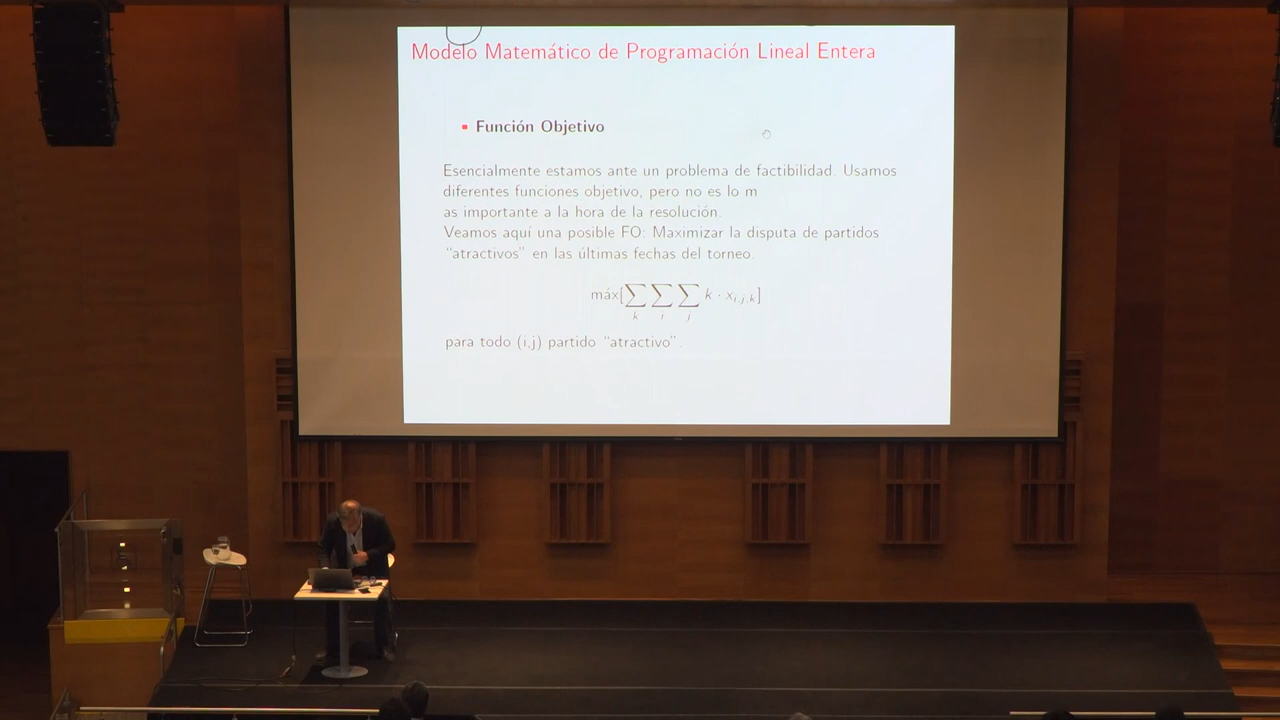 Modelo Matemático de Programación Lineal Entera
Función Objetivo
Esencialmente estamos ante un problema de factibilidad. Usamos
diferentes funciones objetivo, pero no es lo m
as importante a la hora de la resolución.
Veamos aquí una posible FO: Maximizar la disputa de partidos
“atractivos” en las últimas fechas del torneo.
máx[∑ₖ ∑ᵢ ∑ⱼ k · x_{i,j,k}]
para todo (i,j) partido “atractivo”.